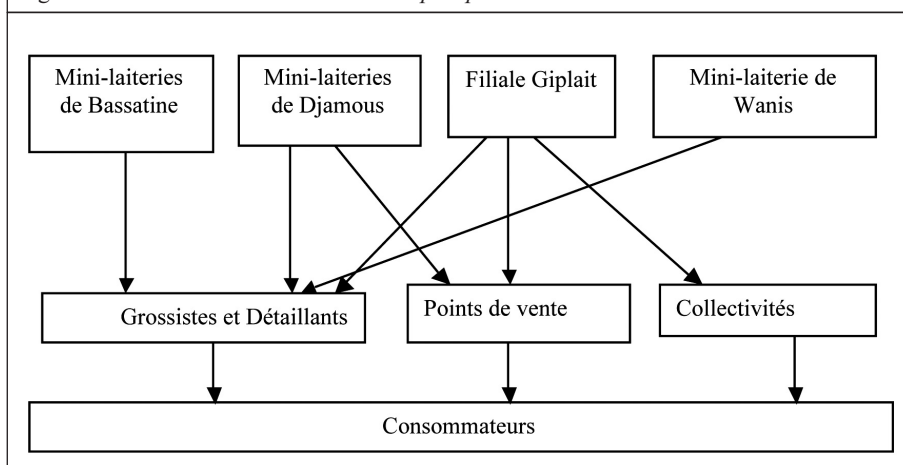 Mini-laiteries
de Bassatine
Mini-laiteries
de Djamous
Filiale Giplait
Mini-laiterie de
Wanis
Grossistes et Détaillants
Points de vente
Collectivités
Consommateurs